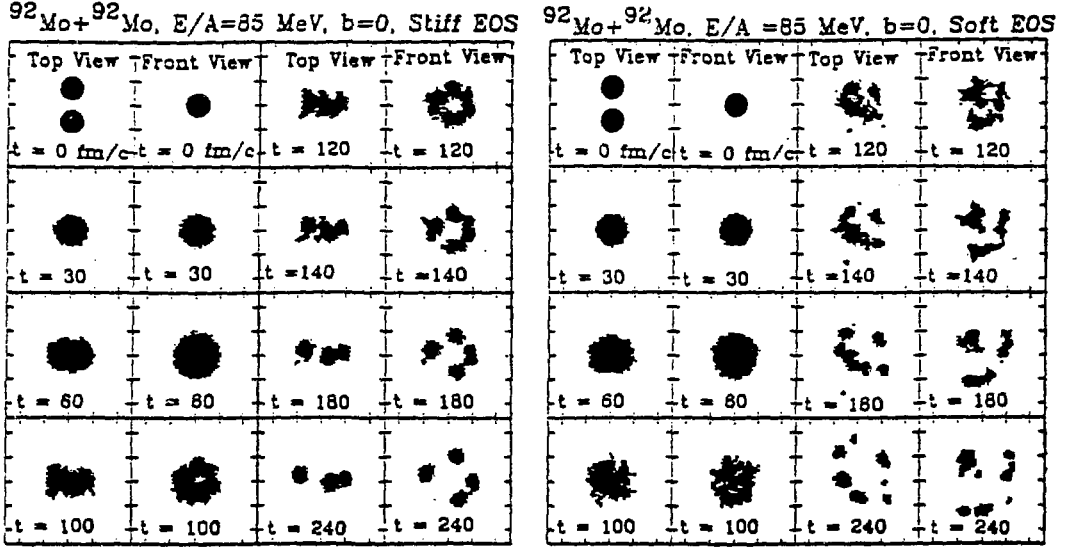 92Mo+92Mo, E/A=85 MeV, b=0, Stiff EOS
Top View Front View Top View Front View
t = 0 fm/c t = 0 fm/c t = 120 t = 120
t = 30 t = 30 t =140 t =140
t = 60 t = 60 t = 180 t = 180
t = 100 t = 100 t = 240 t = 240
92Mo+92Mo, E/A =85 MeV, b=0, Soft EOS
Top View Front View Top View Front View
t = 0 fm/c t = 0 fm/c t = 120 t = 120
t = 30 t = 30 t =140 t =140
t = 60 t = 60 t = 180 t = 180
t = 100 t = 100 t = 240 t = 240